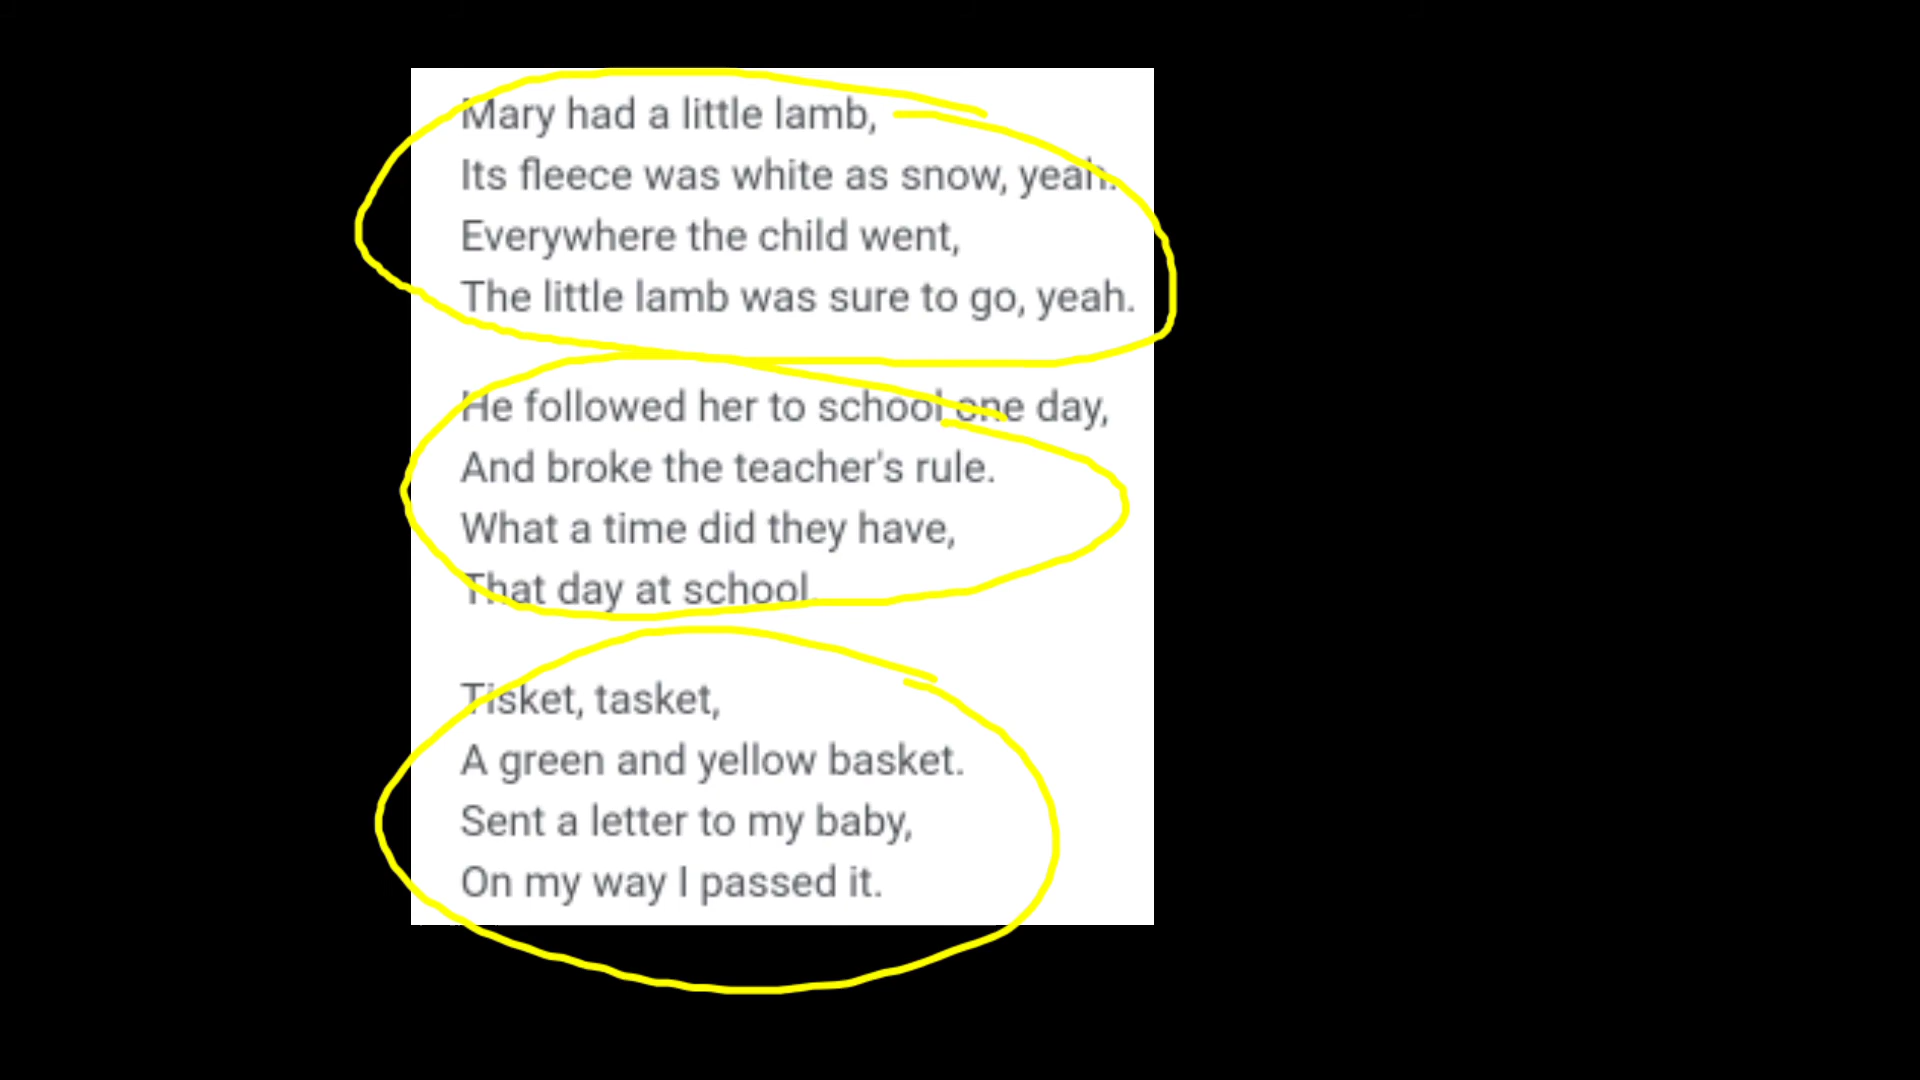 Mary had a little lamb,
Its fleece was white as snow, yeah.
Everywhere the child went,
The little lamb was sure to go, yeah.
He followed her to school one day,
And broke the teacher's rule.
What a time did they have,
That day at school.
Tisket, tasket,
A green and yellow basket.
Sent a letter to my baby,
On my way I passed it.